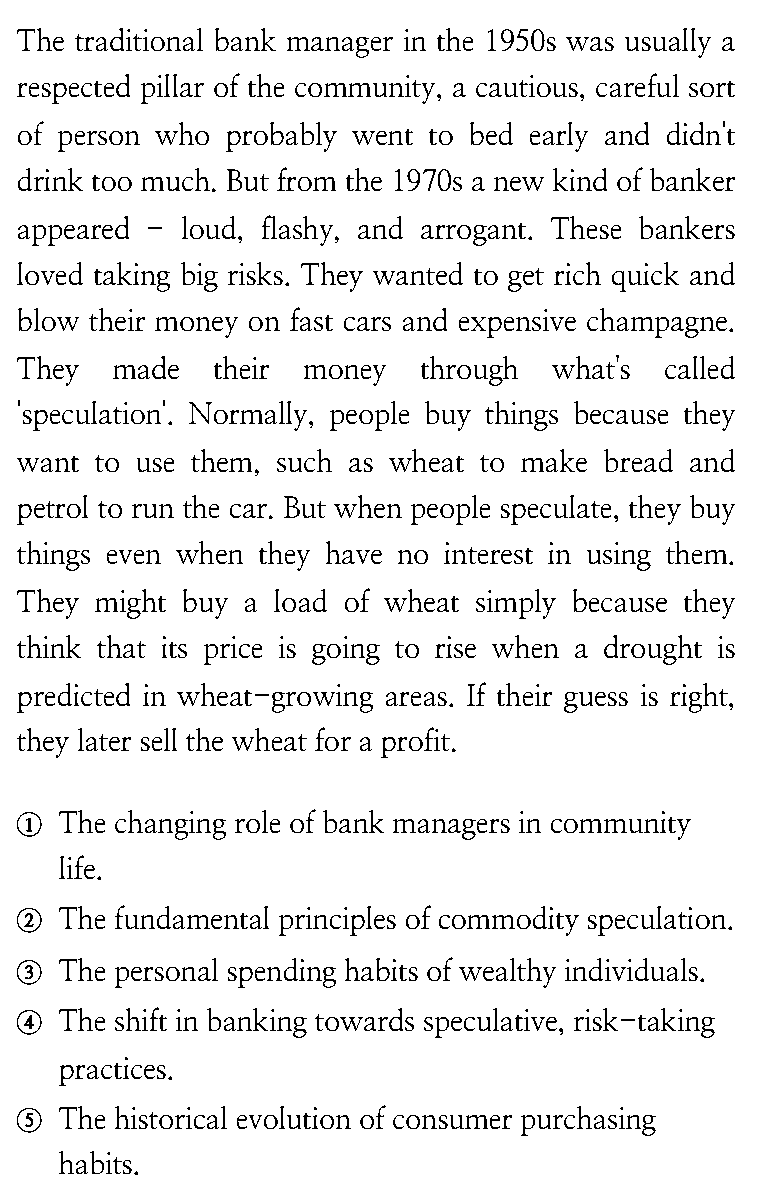 The traditional bank manager in the 1950s was usually a
respected pillar of the community, a cautious, careful sort
of person who probably went to bed early and didn't
drink too much. But from the 1970s a new kind of banker
appeared - loud, flashy, and arrogant. These bankers
loved taking big risks. They wanted to get rich quick and
blow their money on fast cars and expensive champagne.
They made their money through what's called
'speculation'. Normally, people buy things because they
want to use them, such as wheat to make bread and
petrol to run the car. But when people speculate, they buy
things even when they have no interest in using them.
They might buy a load of wheat simply because they
think that its price is going to rise when a drought is
predicted in wheat-growing areas. If their guess is right,
they later sell the wheat for a profit.
① The changing role of bank managers in community
life.
② The fundamental principles of commodity speculation.
③ The personal spending habits of wealthy individuals.
④ The shift in banking towards speculative, risk-taking
practices.
⑤ The historical evolution of consumer purchasing
habits.